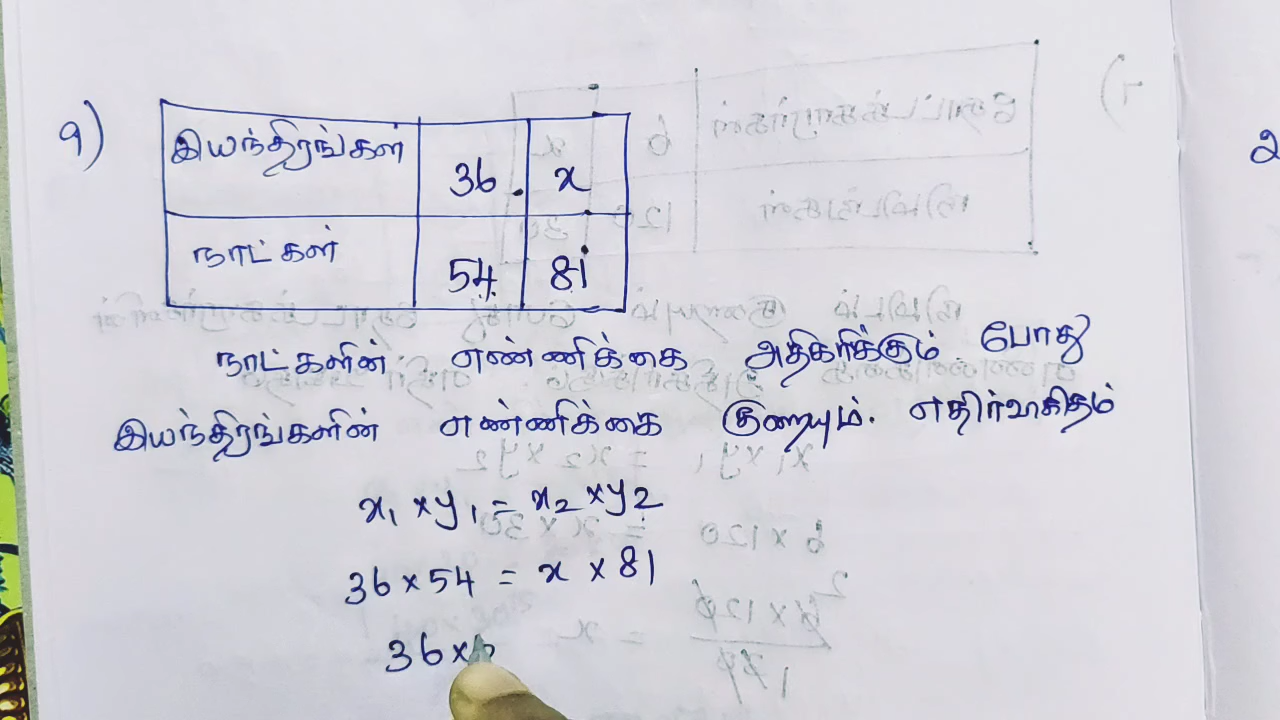 9)
இயந்திரங்கள் 36 x
நாட்கள் 54 81
நாட்களின் எண்ணிக்கை அதிகரிக்கும் போது
இயந்திரங்களின் எண்ணிக்கை குறையும். எதிர்விகிதம்
x₁ × y₁ = x₂ × y₂
36 × 54 = x × 81
36 ×
2